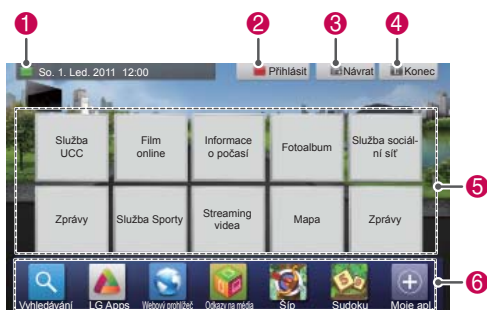 1
2
3
4
So. 1. Led. 2011 12:00
Přihlásit
Návrat
Konec
Služba
UCC
Film
online
Informace
o počasí
Fotoalbum
Služba sociál-
ní síť
5
Zprávy
Služba Sporty
Streaming
videa
Mapa
Zprávy
6
Vyhledávání
LG Apps
Webový prohlížeč
Odkazy na média
Šíp
Sudoku
Moje apl.